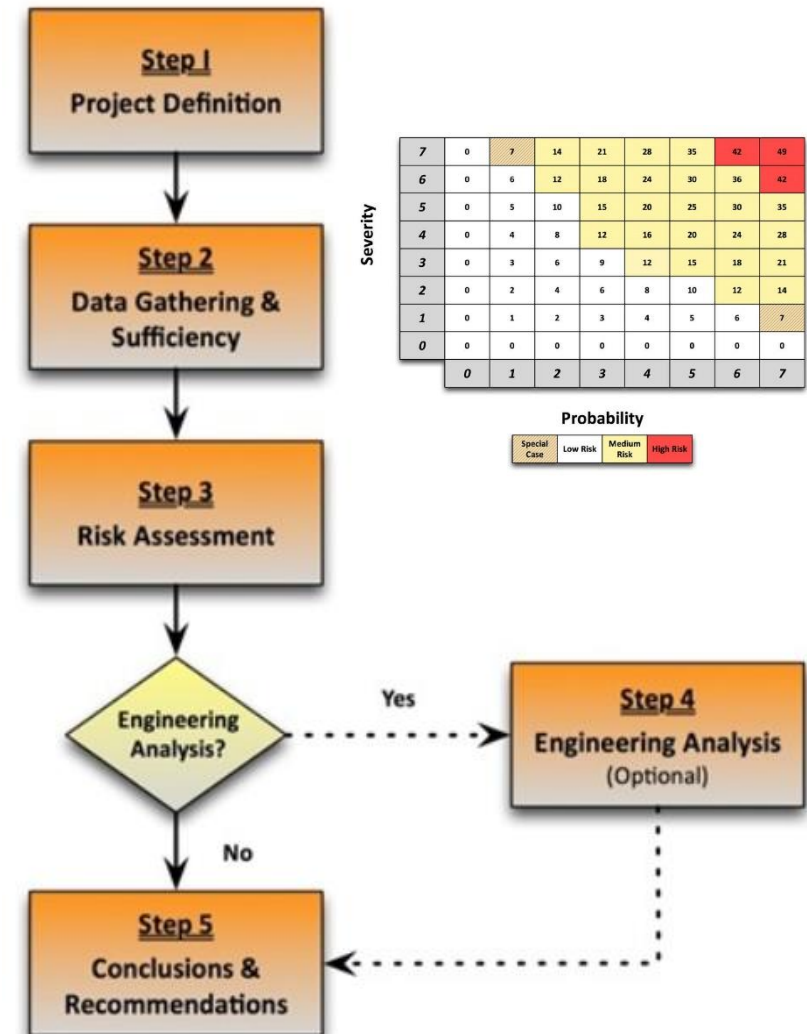 Step I
Project Definition
Step 2
Data Gathering &
Sufficiency
Step 3
Risk Assessment
Engineering
Analysis?
Yes
No
Step 4
Engineering Analysis
(Optional)
Step 5
Conclusions &
Recommendations
Severity
7 0 7 14 21 28 35 42 49
6 0 6 12 18 24 30 36 42
5 0 5 10 15 20 25 30 35
4 0 4 8 12 16 20 24 28
3 0 3 6 9 12 15 18 21
2 0 2 4 6 8 10 12 14
1 0 1 2 3 4 5 6 7
0 0 0 0 0 0 0 0 0
0 1 2 3 4 5 6 7
Probability
Special
Case
Low Risk
Medium
Risk
High Risk